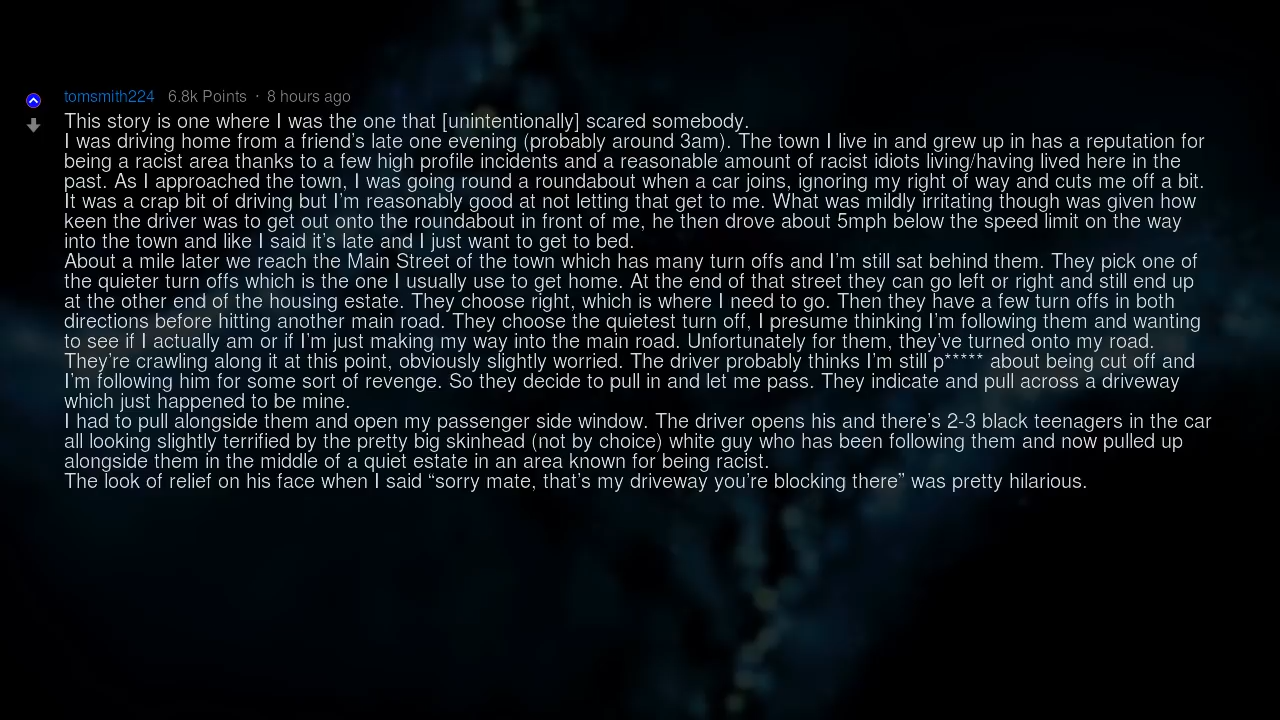 tomsmith224 6.8k Points · 8 hours ago
This story is one where I was the one that [unintentionally] scared somebody.
I was driving home from a friend’s late one evening (probably around 3am). The town I live in and grew up in has a reputation for
being a racist area thanks to a few high profile incidents and a reasonable amount of racist idiots living/having lived here in the
past. As I approached the town, I was going round a roundabout when a car joins, ignoring my right of way and cuts me off a bit.
It was a crap bit of driving but I’m reasonably good at not letting that get to me. What was mildly irritating though was given how
keen the driver was to get out onto the roundabout in front of me, he then drove about 5mph below the speed limit on the way
into the town and like I said it’s late and I just want to get to bed.
About a mile later we reach the Main Street of the town which has many turn offs and I’m still sat behind them. They pick one of
the quieter turn offs which is the one I usually use to get home. At the end of that street they can go left or right and still end up
at the other end of the housing estate. They choose right, which is where I need to go. Then they have a few turn offs in both
directions before hitting another main road. They choose the quietest turn off, I presume thinking I’m following them and wanting
to see if I actually am or if I’m just making my way into the main road. Unfortunately for them, they’ve turned onto my road.
They’re crawling along it at this point, obviously slightly worried. The driver probably thinks I’m still p***** about being cut off and
I’m following him for some sort of revenge. So they decide to pull in and let me pass. They indicate and pull across a driveway
which just happened to be mine.
I had to pull alongside them and open my passenger side window. The driver opens his and there’s 2-3 black teenagers in the car
all looking slightly terrified by the pretty big skinhead (not by choice) white guy who has been following them and now pulled up
alongside them in the middle of a quiet estate in an area known for being racist.
The look of relief on his face when I said “sorry mate, that’s my driveway you’re blocking there” was pretty hilarious.